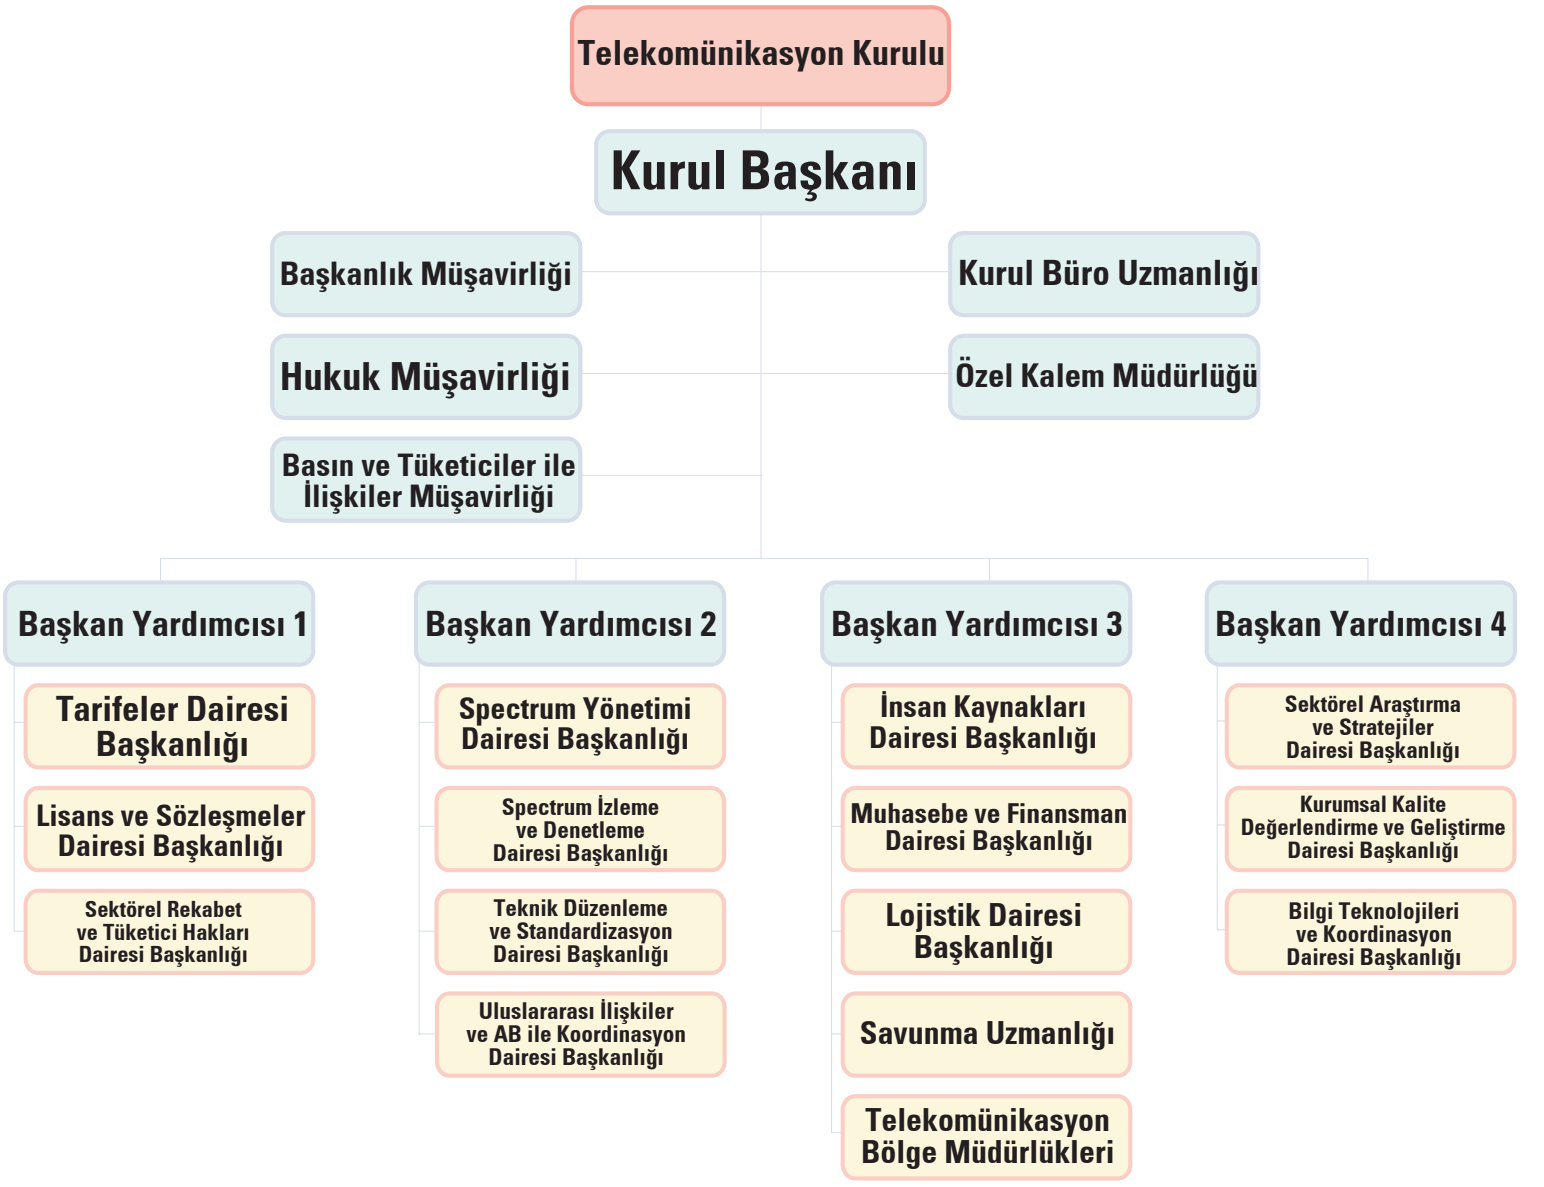 Telekomünikasyon Kurulu
Kurul Başkanı
Başkanlık Müşavirliği
Kurul Büro Uzmanlığı
Hukuk Müşavirliği
Özel Kalem Müdürlüğü
Basın ve Tüketiciler ile
İlişkiler Müşavirliği
Başkan Yardımcısı 1
Tarifeler Dairesi
Başkanlığı
Lisans ve Sözleşmeler
Dairesi Başkanlığı
Sektörel Rekabet
ve Tüketici Hakları
Dairesi Başkanlığı
Başkan Yardımcısı 2
Spectrum Yönetimi
Dairesi Başkanlığı
Spectrum İzleme
ve Denetleme
Dairesi Başkanlığı
Teknik Düzenleme
ve Standardizasyon
Dairesi Başkanlığı
Uluslararası İlişkiler
ve AB ile Koordinasyon
Dairesi Başkanlığı
Başkan Yardımcısı 3
İnsan Kaynakları
Dairesi Başkanlığı
Muhasebe ve Finansman
Dairesi Başkanlığı
Lojistik Dairesi
Başkanlığı
Savunma Uzmanlığı
Telekomünikasyon
Bölge Müdürlükleri
Başkan Yardımcısı 4
Sektörel Araştırma
ve Stratejiler
Dairesi Başkanlığı
Kurumsal Kalite
Değerlendirme ve Geliştirme
Dairesi Başkanlığı
Bilgi Teknolojileri
ve Koordinasyon
Dairesi Başkanlığı